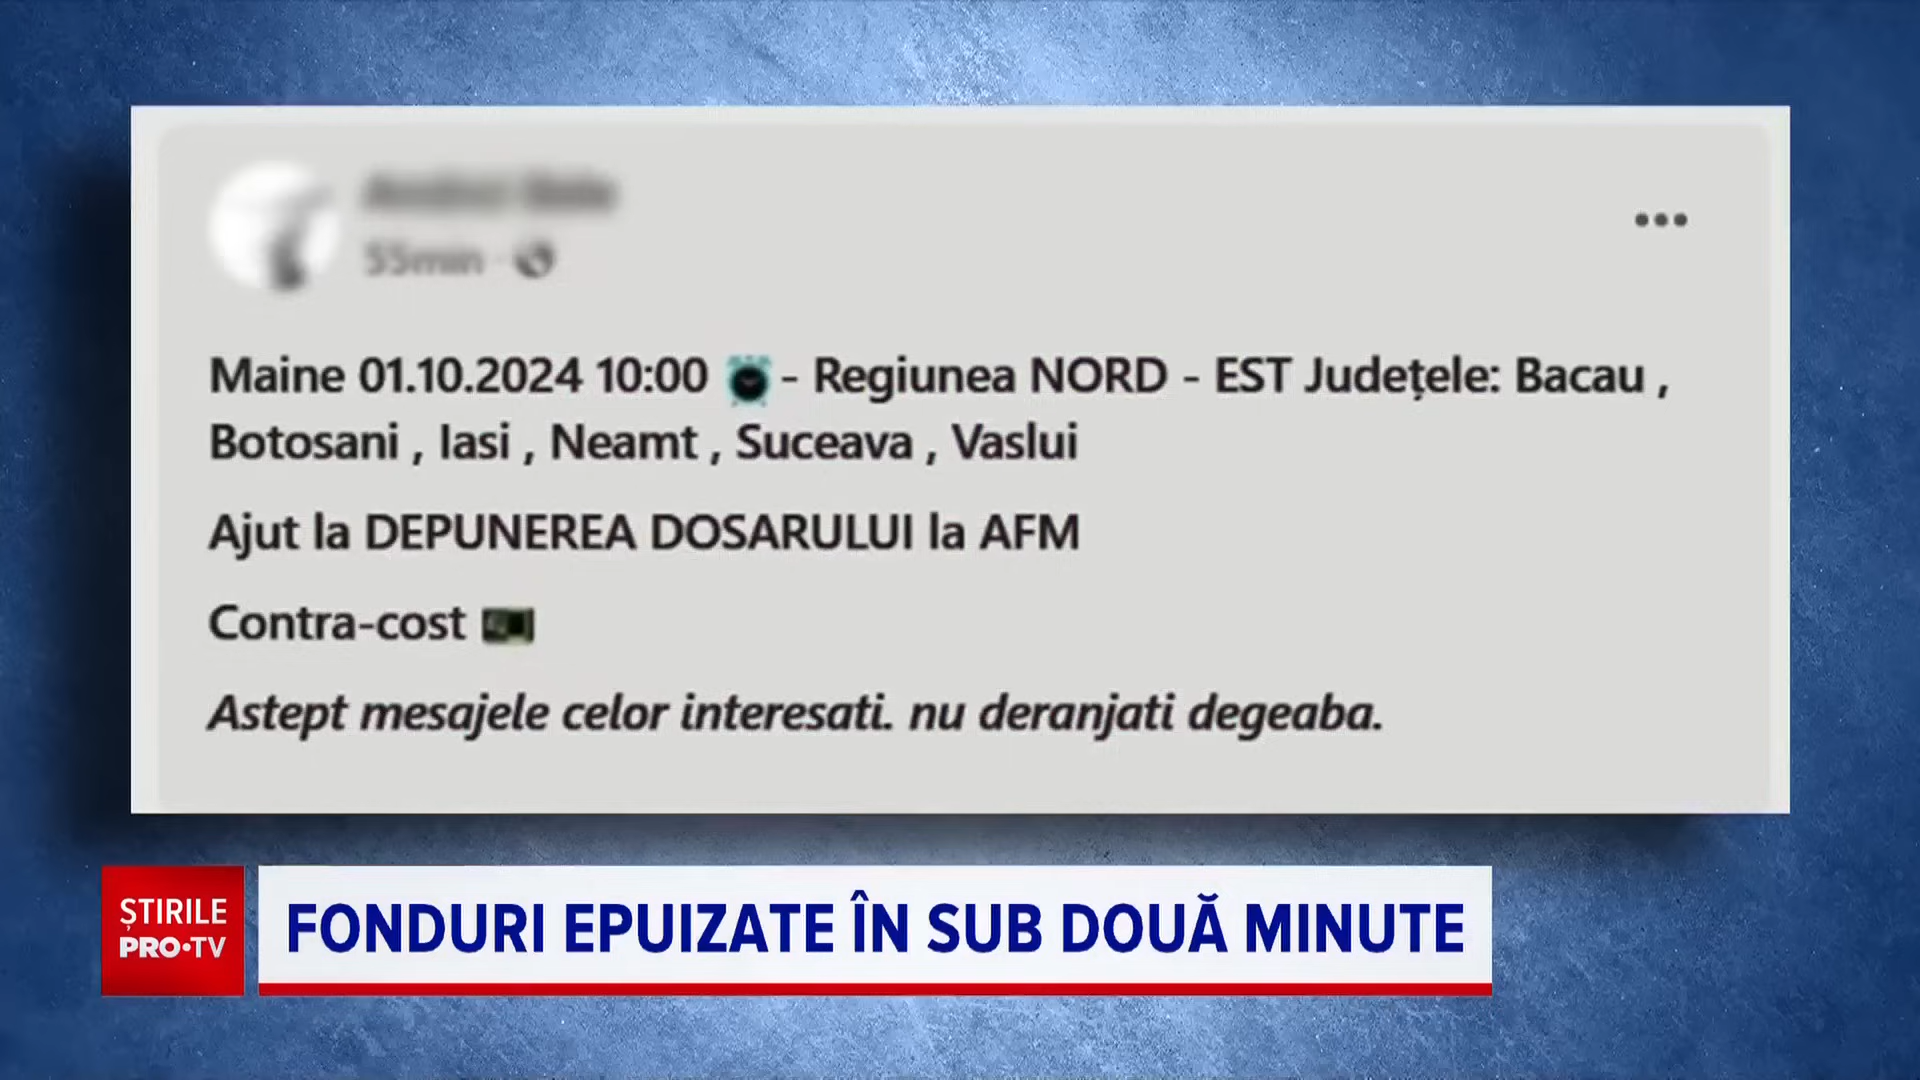 55min
Maine 01.10.2024 10:00 - Regiunea NORD - EST Județele: Bacau ,
Botosani , Iasi , Neamt , Suceava , Vaslui
Ajut la DEPUNEREA DOSARULUI la AFM
Contra-cost
Astept mesajele celor interesati. nu deranjati degeaba.
ȘTIRILE
PRO•TV
FONDURI EPUIZATE ÎN SUB DOUĂ MINUTE